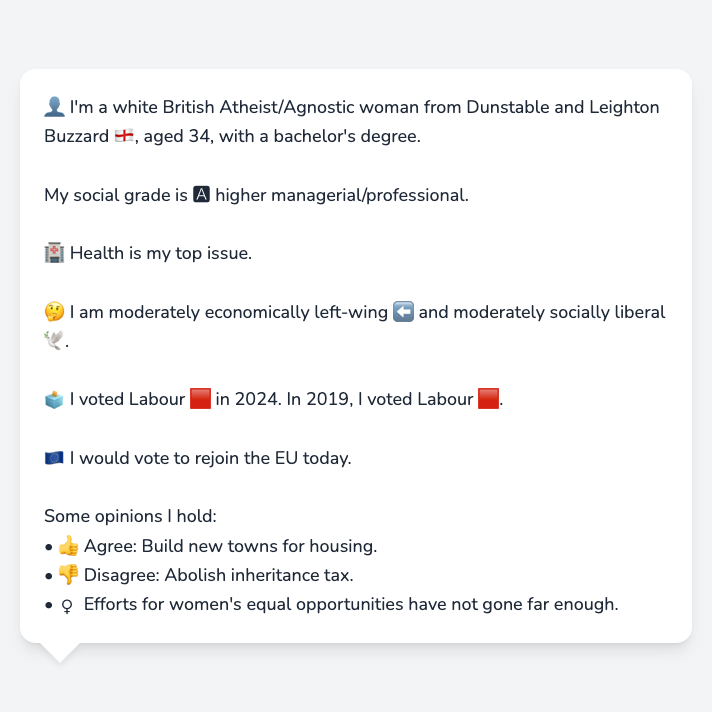 👤 I'm a white British Atheist/Agnostic woman from Dunstable and Leighton
Buzzard 🏴󠁧󠁢󠁥󠁮󠁧󠁿, aged 34, with a bachelor's degree.
My social grade is 🅰 higher managerial/professional.
🏥 Health is my top issue.
🤔 I am moderately economically left-wing ⬅️ and moderately socially liberal
🕊️.
🗳️ I voted Labour 🟥 in 2024. In 2019, I voted Labour 🟥.
🇪🇺 I would vote to rejoin the EU today.
Some opinions I hold:
• 👍 Agree: Build new towns for housing.
• 👎 Disagree: Abolish inheritance tax.
• ♀ Efforts for women's equal opportunities have not gone far enough.